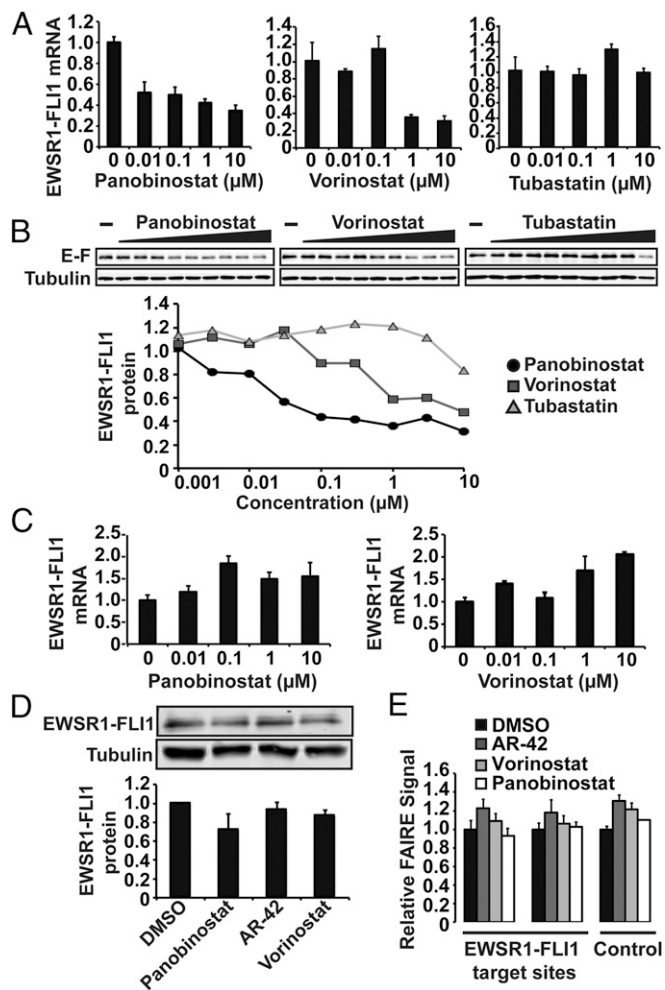 A
EWSR1-FLI1 mRNA
1.2
1.0
0.8
0.6
0.4
0.2
0
0 0.01 0.1 1 10
Panobinostat (µM)
1.4
1.2
1.0
0.8
0.6
0.4
0.2
0
0 0.01 0.1 1 10
Vorinostat (µM)
1.6
1.4
1.2
1.0
0.8
0.6
0.4
0.2
0
0 0.01 0.1 1 10
Tubastatin (µM)
B
– Panobinostat – Vorinostat – Tubastatin
E-F
Tubulin
EWSR1-FLI1
protein
1.4
1.2
1.0
0.8
0.6
0.4
0.2
0
0.001 0.01 0.1 1 10
Concentration (µM)
Panobinostat
Vorinostat
Tubastatin
C
EWSR1-FLI1
mRNA
2.5
2.0
1.5
1.0
0.5
0
0 0.01 0.1 1 10
Panobinostat (µM)
EWSR1-FLI1
mRNA
2.5
2.0
1.5
1.0
0.5
0
0 0.01 0.1 1 10
Vorinostat (µM)
D
EWSR1-FLI1
Tubulin
EWSR1-FLI1
protein
1.2
1.0
0.8
0.6
0.4
0.2
0
DMSO
Panobinostat
AR-42
Vorinostat
E
DMSO
AR-42
Vorinostat
Panobinostat
Relative FAIRE Signal
1.6
1.4
1.2
1.0
0.8
0.6
0.4
0.2
0
EWSR1-FLI1
target sites
Control